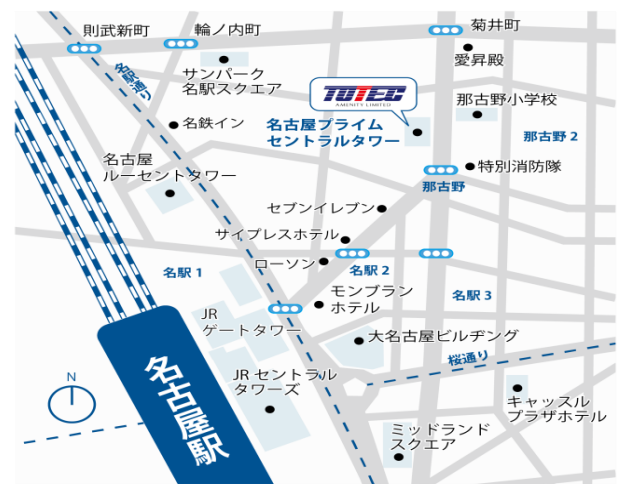 則武新町
輪ノ内町
菊井町
名駅通り
サンパーク
名駅スクエア
愛昇殿
TOTEC
AMENITY LIMITED
那古野小学校
名鉄イン
名古屋プライム
セントラルタワー
那古野 2
名古屋
ルーセントタワー
特別消防隊
那古野
セブンイレブン
サイプレスホテル
ローソン
名駅 1
名駅 2
名駅 3
モンブラン
ホテル
JR
ゲートタワー
大名古屋ビルヂング
桜通り
名古屋駅
JR セントラル
タワーズ
N
キャッスル
プラザホテル
ミッドランド
スクエア